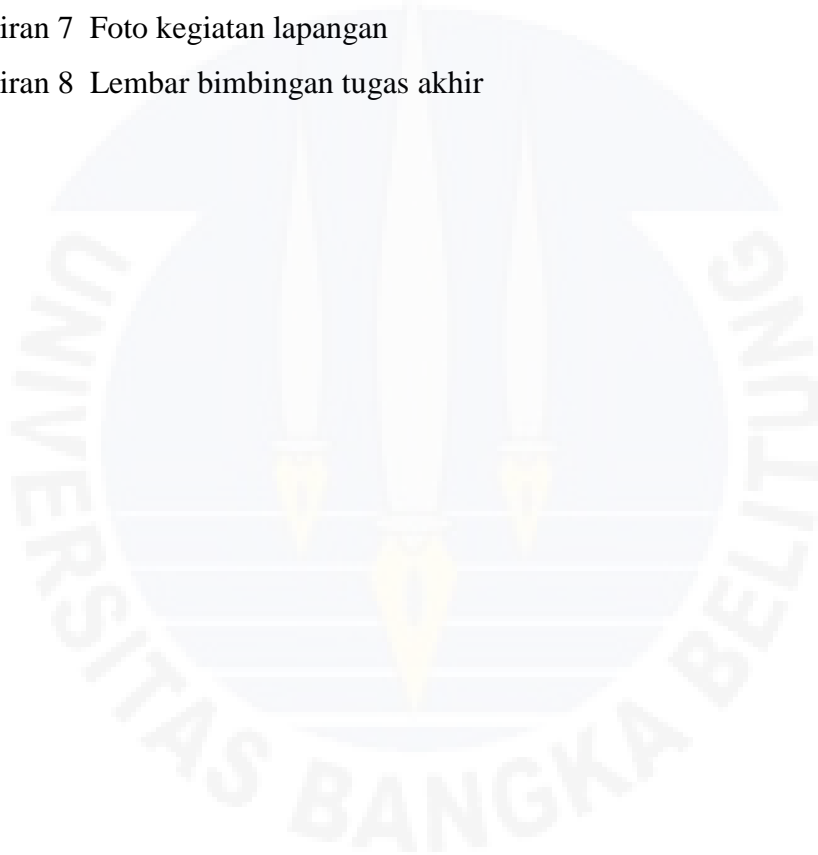 iran 7 Foto kegiatan lapangan
iran 8 Lembar bimbingan tugas akhir
UNIVERSITAS BANGKA BELITUNG